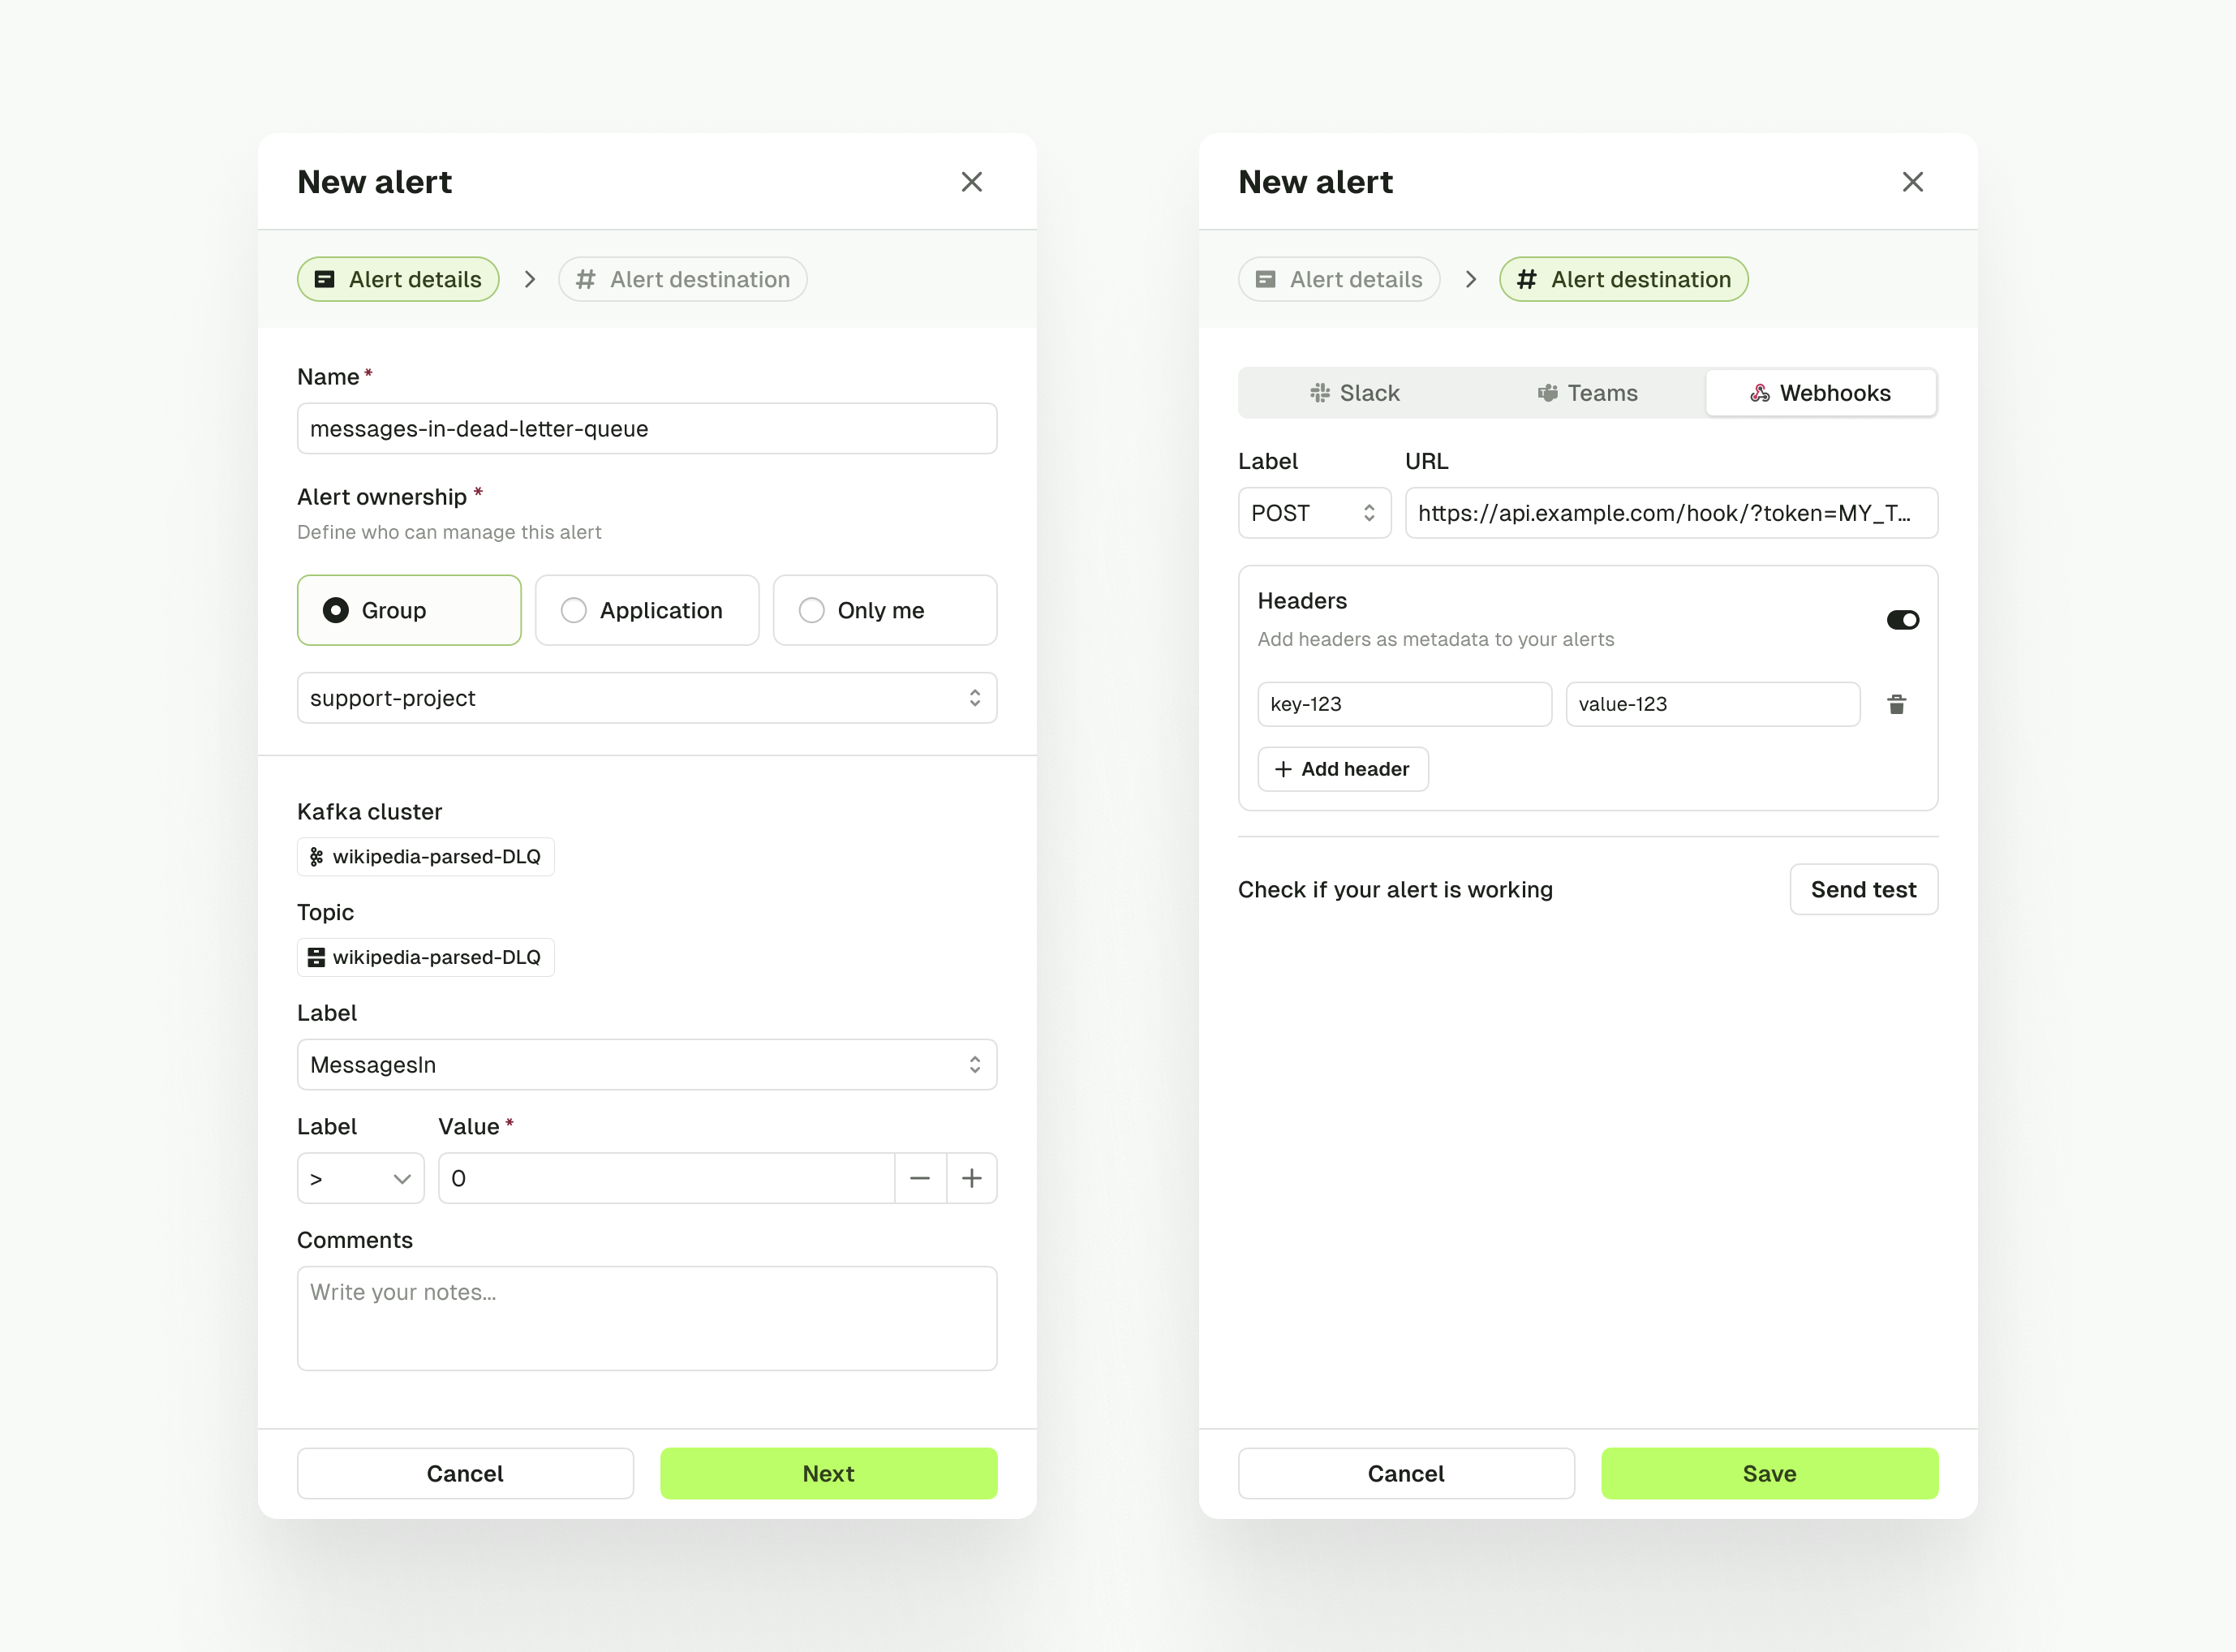 New alert
Alert details
# Alert destination
Name *
messages-in-dead-letter-queue
Alert ownership *
Define who can manage this alert
Group
Application
Only me
support-project
Kafka cluster
wikipedia-parsed-DLQ
Topic
wikipedia-parsed-DLQ
Label
MessagesIn
Label
Value *
>
0
Comments
Write your notes...
Cancel
Next
New alert
Alert details
# Alert destination
Slack
Teams
Webhooks
Label
URL
POST
https://api.example.com/hook/?token=MY_T...
Headers
Add headers as metadata to your alerts
key-123
value-123
+ Add header
Check if your alert is working
Send test
Cancel
Save